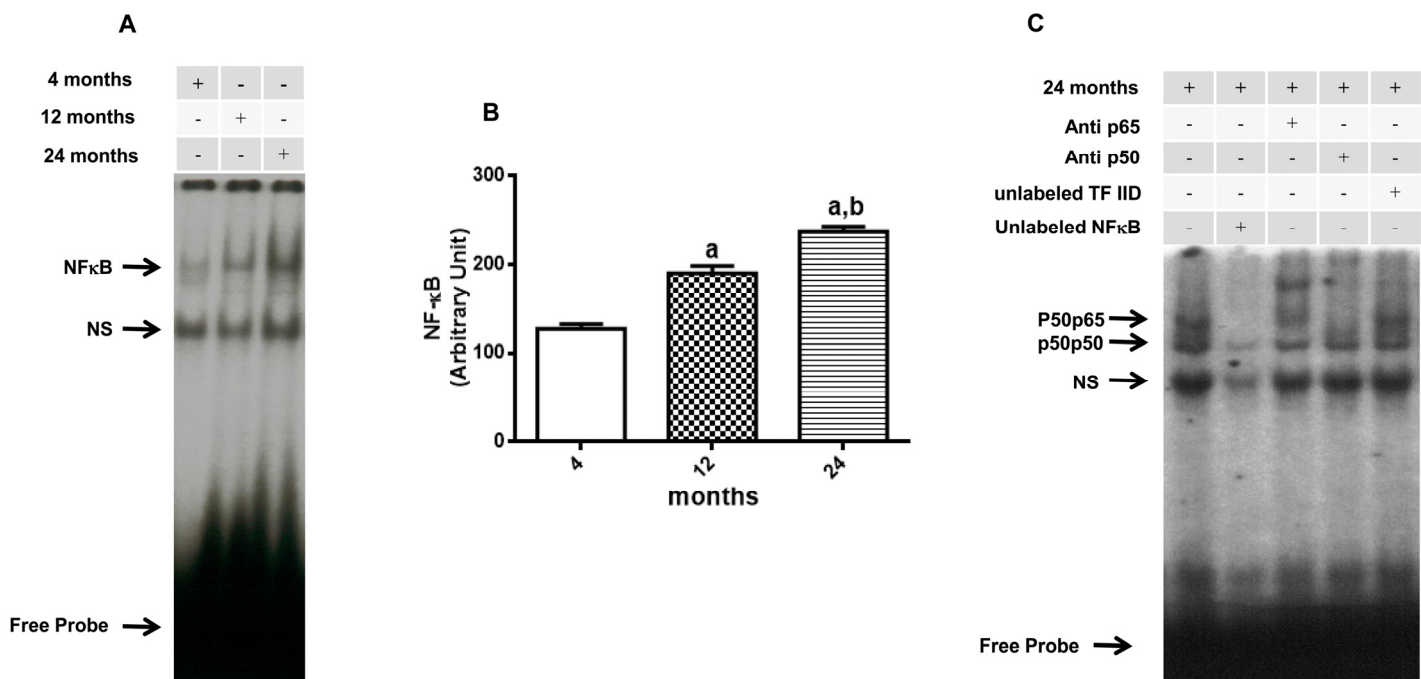 A
4 months + - -
12 months - + -
24 months - - +
NFκB
NS
Free Probe
B
NF-κB
(Arbitrary Unit)
300
200
100
0
a
a,b
4 12 24
months
C
24 months + + + + +
Anti p65 - - + - -
Anti p50 - - - + -
unlabeled TF IID - - - - +
Unlabeled NFκB - + - - -
P50p65
p50p50
NS
Free Probe